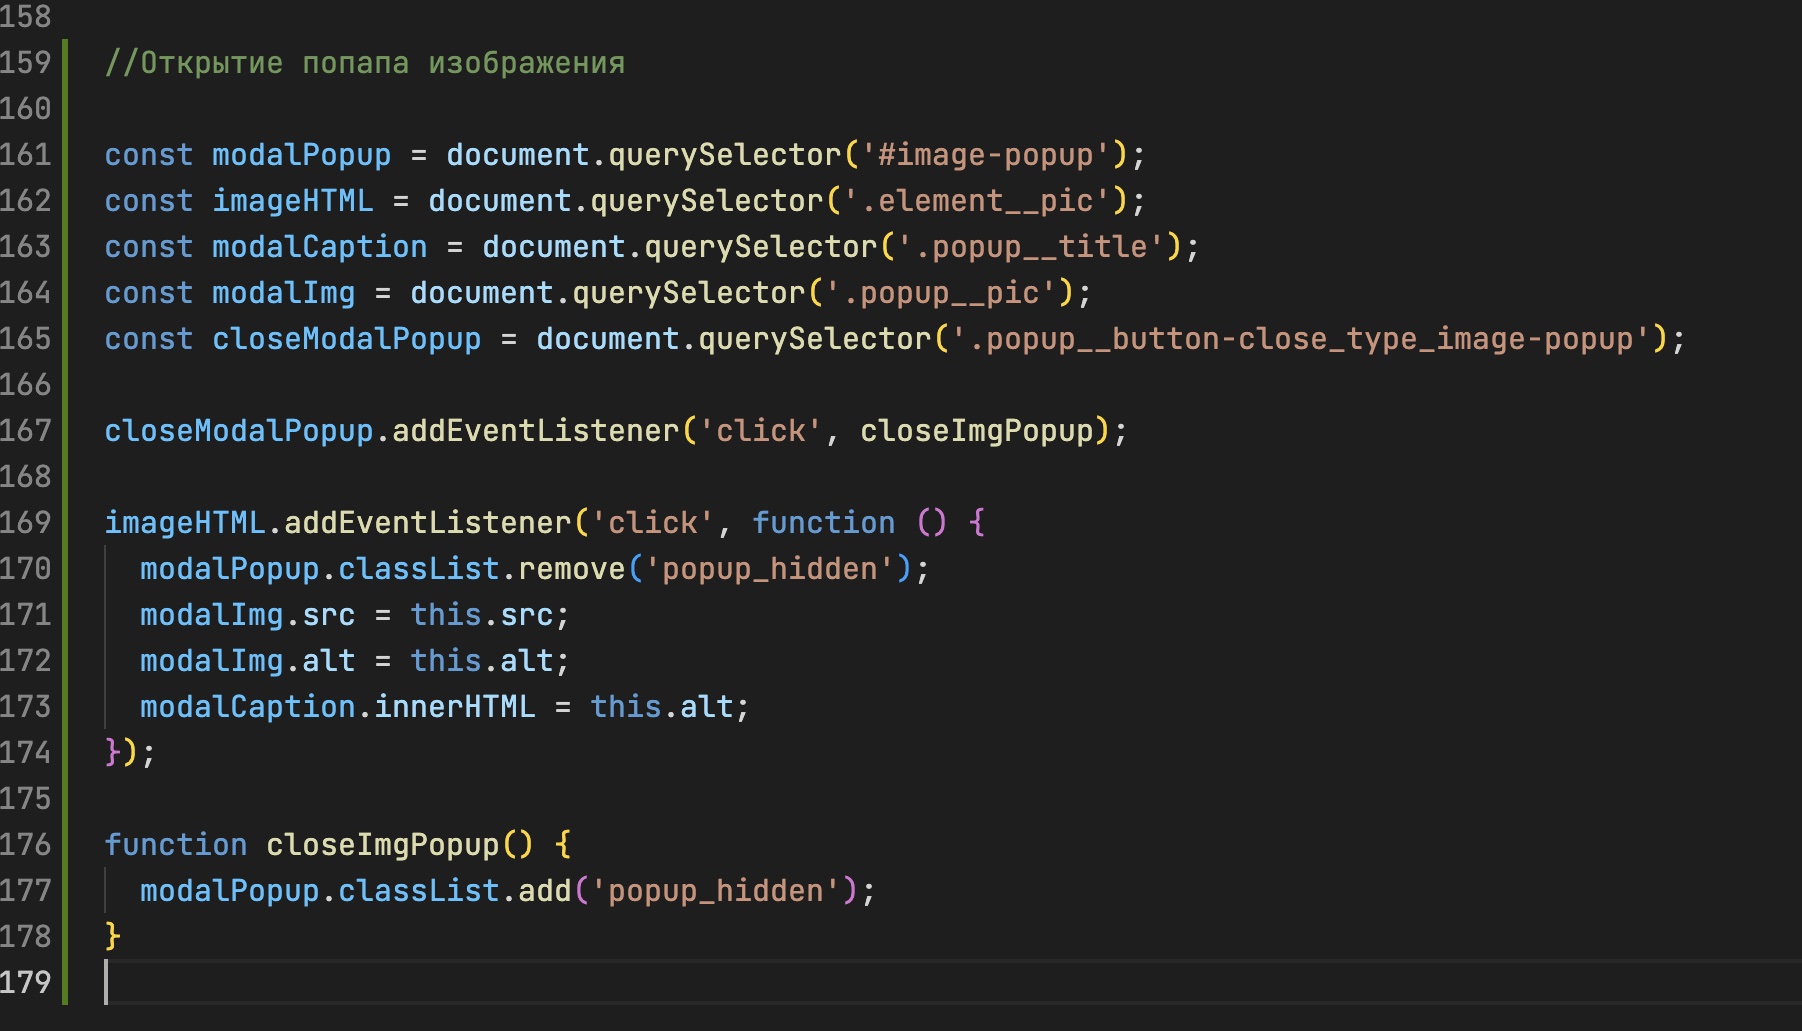 158
159 //Открытие попапа изображения
160
161 const modalPopup = document.querySelector('#image-popup');
162 const imageHTML = document.querySelector('.element__pic');
163 const modalCaption = document.querySelector('.popup__title');
164 const modalImg = document.querySelector('.popup__pic');
165 const closeModalPopup = document.querySelector('.popup__button-close_type_image-popup');
166
167 closeModalPopup.addEventListener('click', closeImgPopup);
168
169 imageHTML.addEventListener('click', function () {
170   modalPopup.classList.remove('popup_hidden');
171   modalImg.src = this.src;
172   modalImg.alt = this.alt;
173   modalCaption.innerHTML = this.alt;
174 });
175
176 function closeImgPopup() {
177   modalPopup.classList.add('popup_hidden');
178 }
179